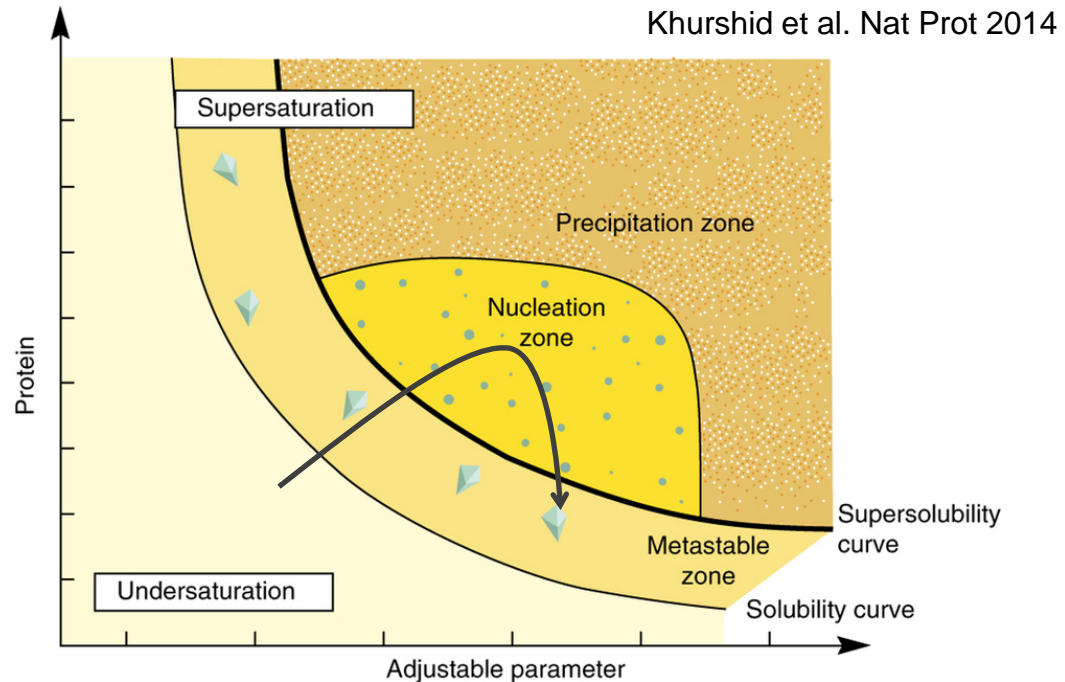 Khurshid et al. Nat Prot 2014
Supersaturation
Precipitation zone
Nucleation
zone
Protein
Supersolubility
curve
Metastable
zone
Undersaturation
Solubility curve
Adjustable parameter